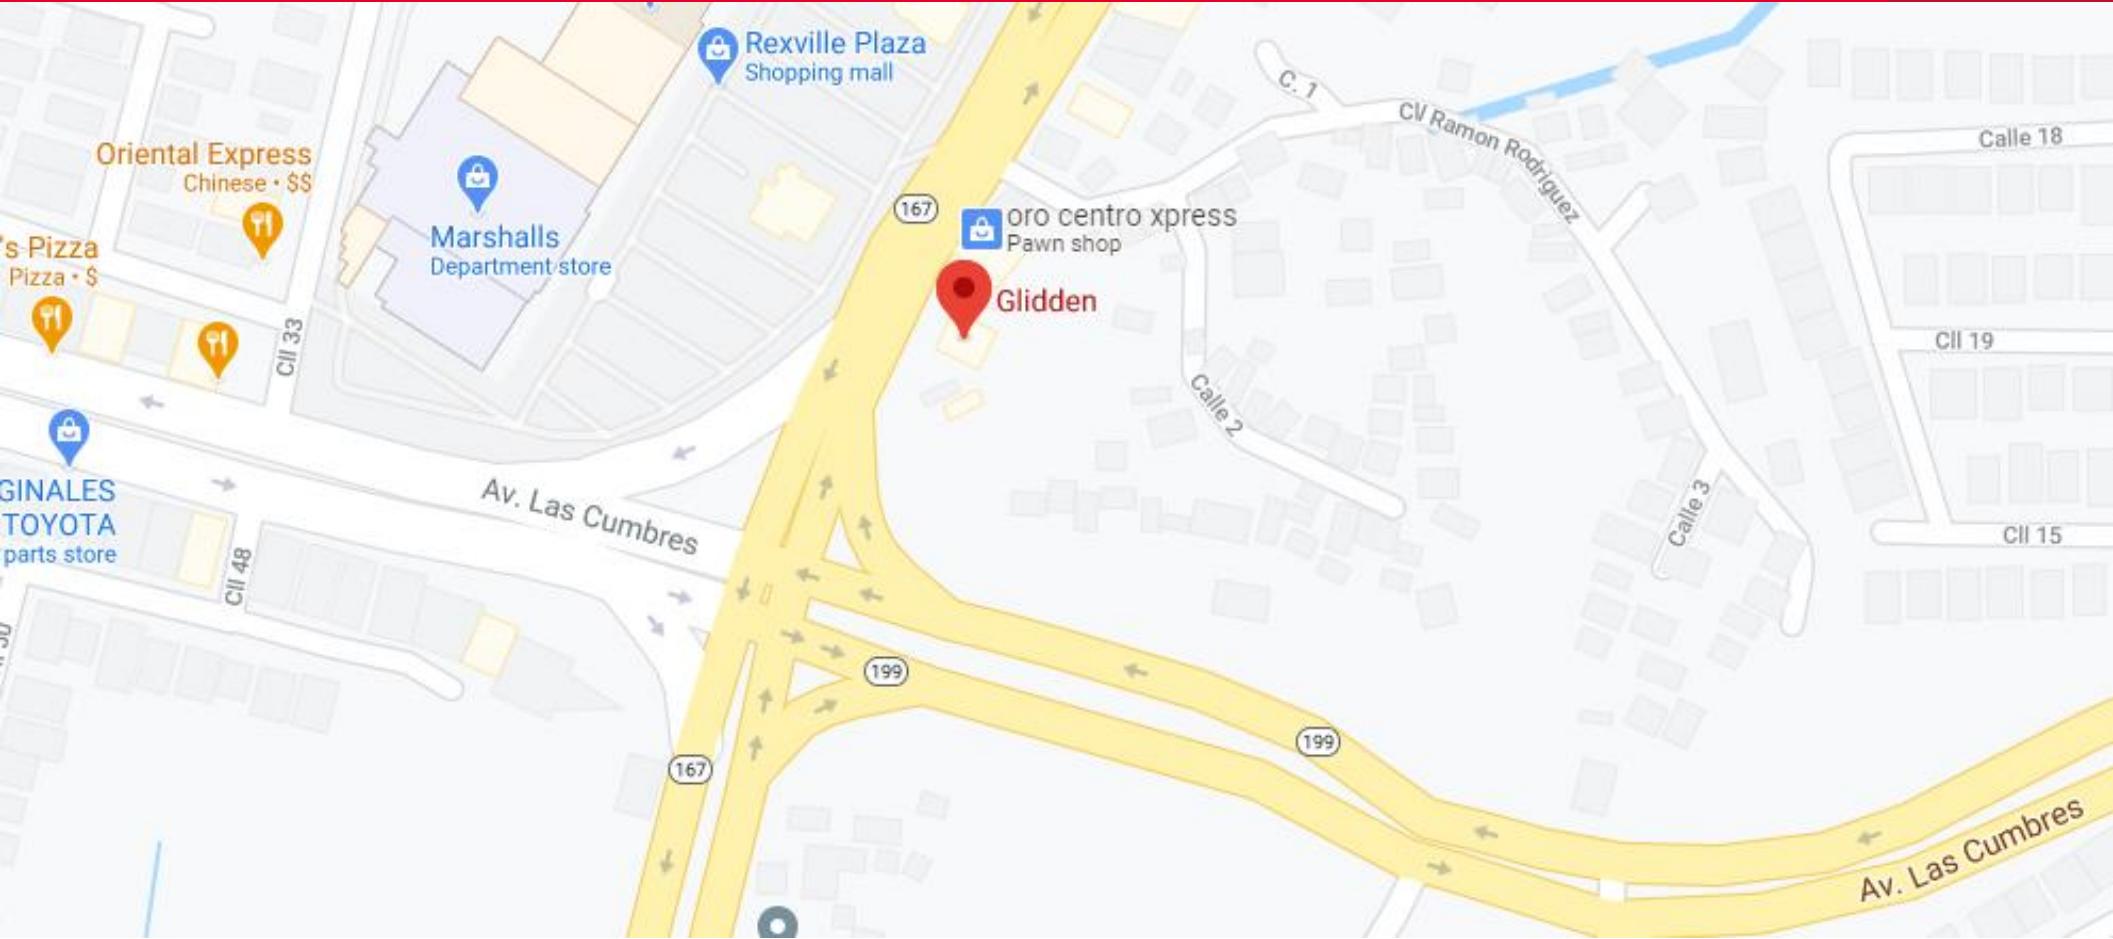 Rexville Plaza
Shopping mall
C. 1
C\/ Ramon Rodriguez
Calle 18
Oriental Express
Chinese • $$
Marshalls
Department store
167
oro centro xpress
Pawn shop
's Pizza
Pizza • $
Glidden
Cll 33
Cll 19
Calle 2
GINALES
TOYOTA
parts store
Av. Las Cumbres
Calle 3
Cll 15
Cll 48
199
199
167
Av. Las Cumbres